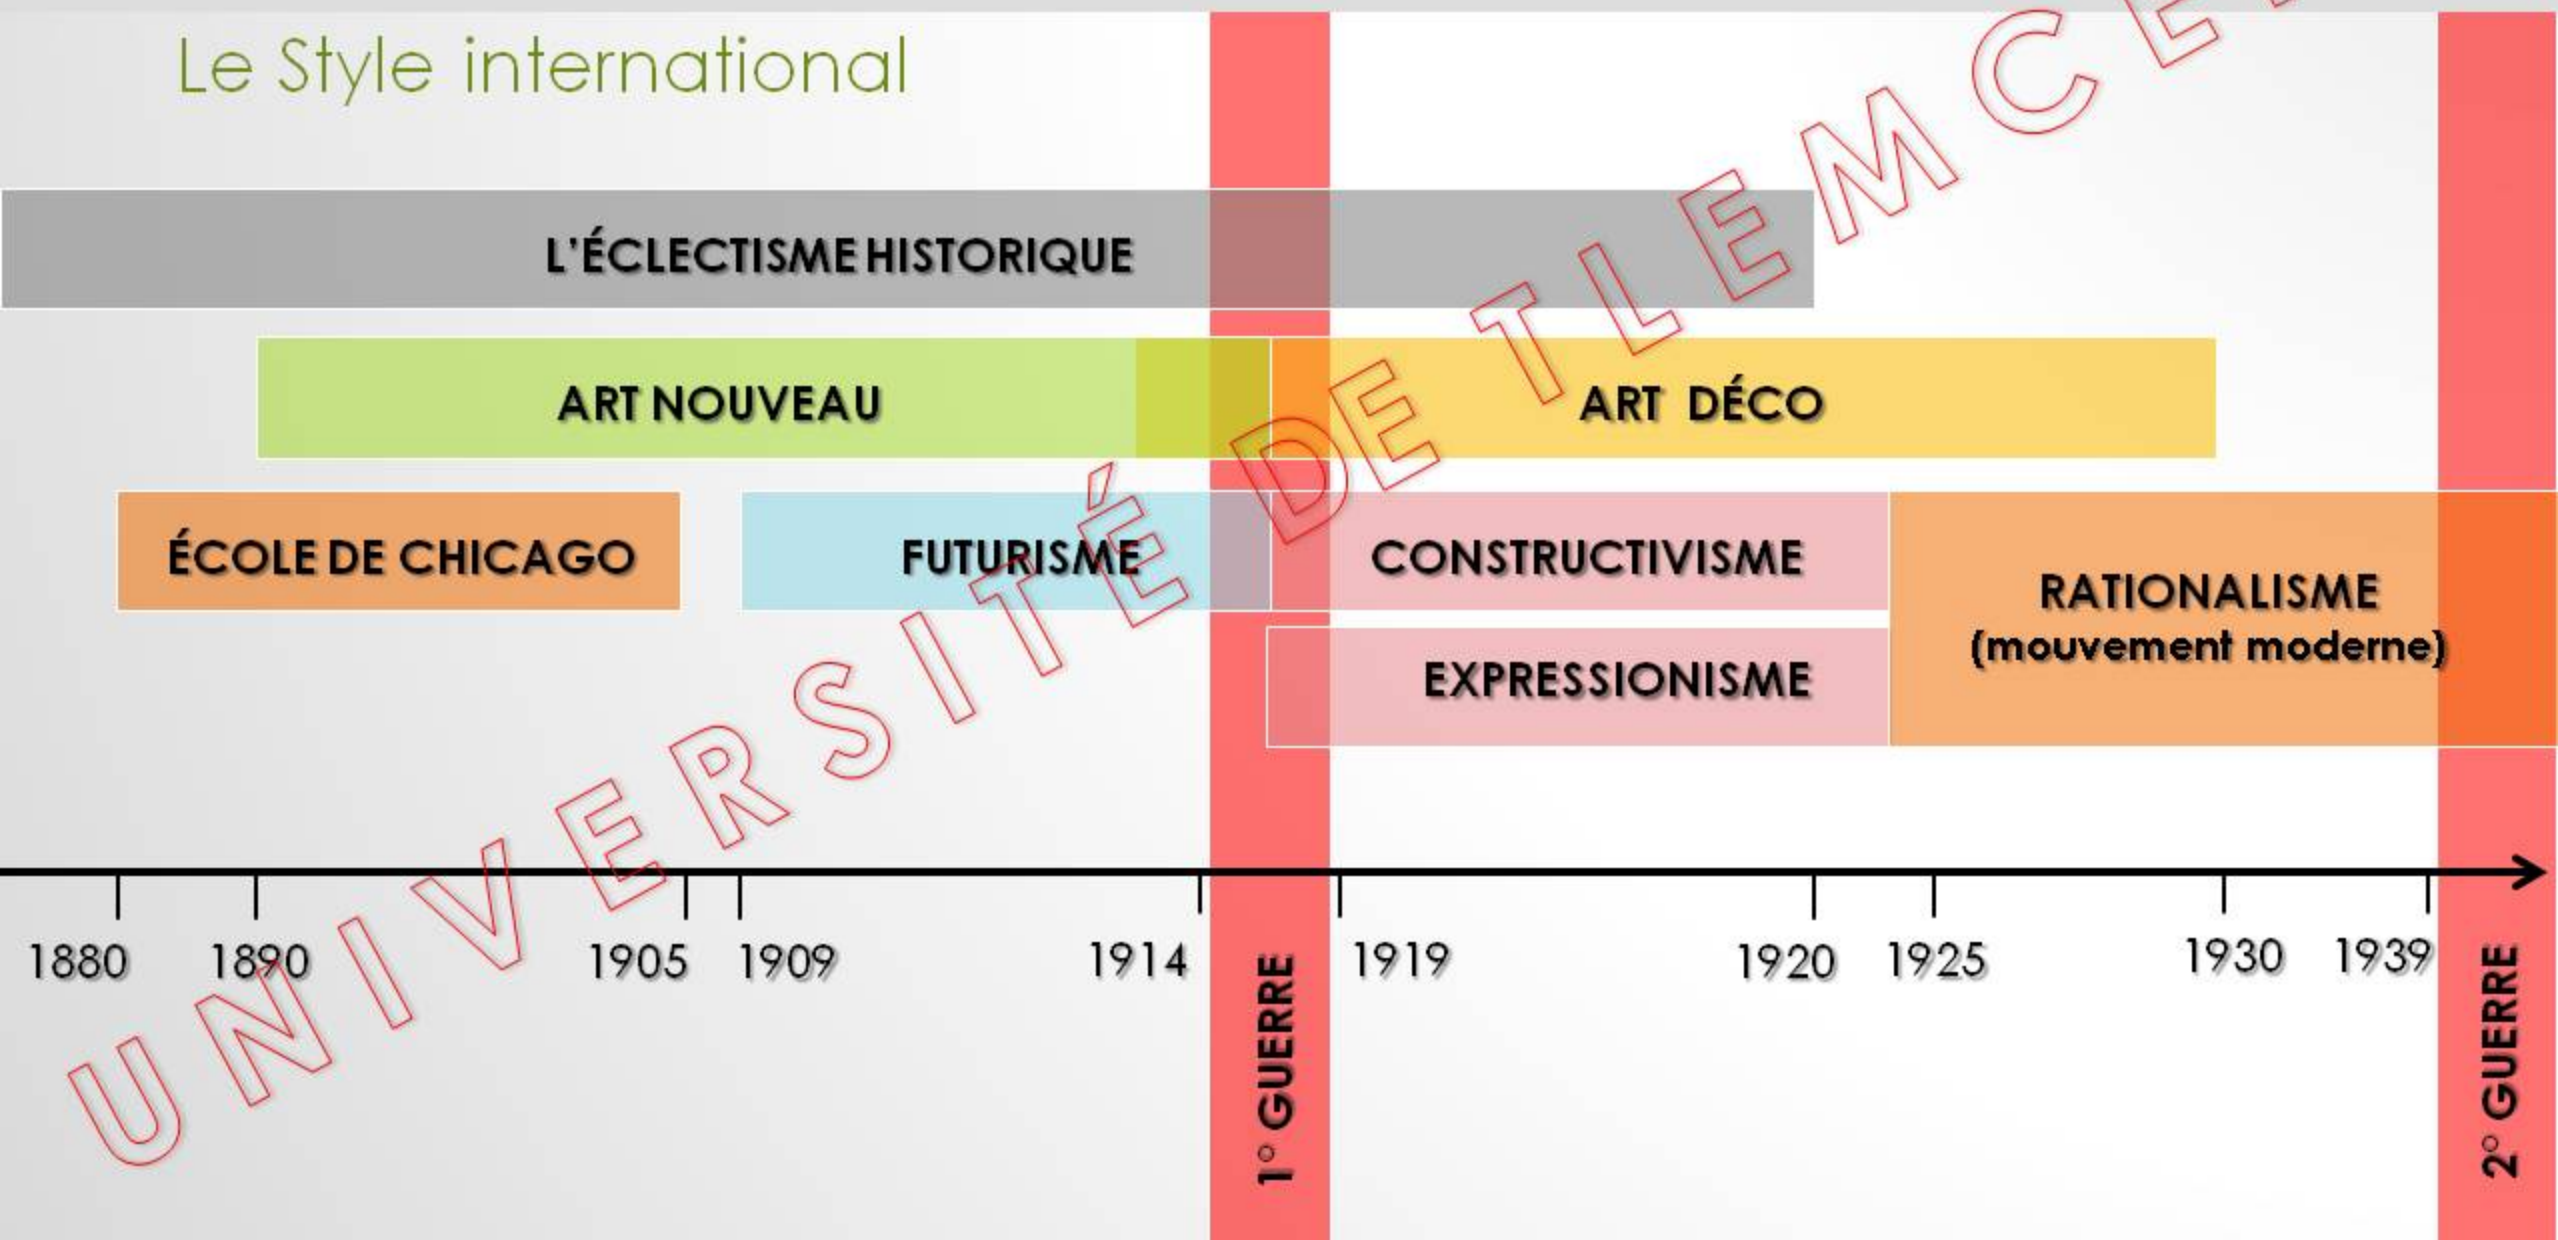 Le Style international
L'ÉCLECTISME HISTORIQUE
ART NOUVEAU
ART DÉCO
ÉCOLE DE CHICAGO
FUTURISME
CONSTRUCTIVISME
EXPRESSIONISME
RATIONALISME
(mouvement moderne)
1880
1890
1905
1909
1914
1919
1920
1925
1930
1939
1° GUERRE
2° GUERRE
UNIVERSITÉ DE TLEMCE